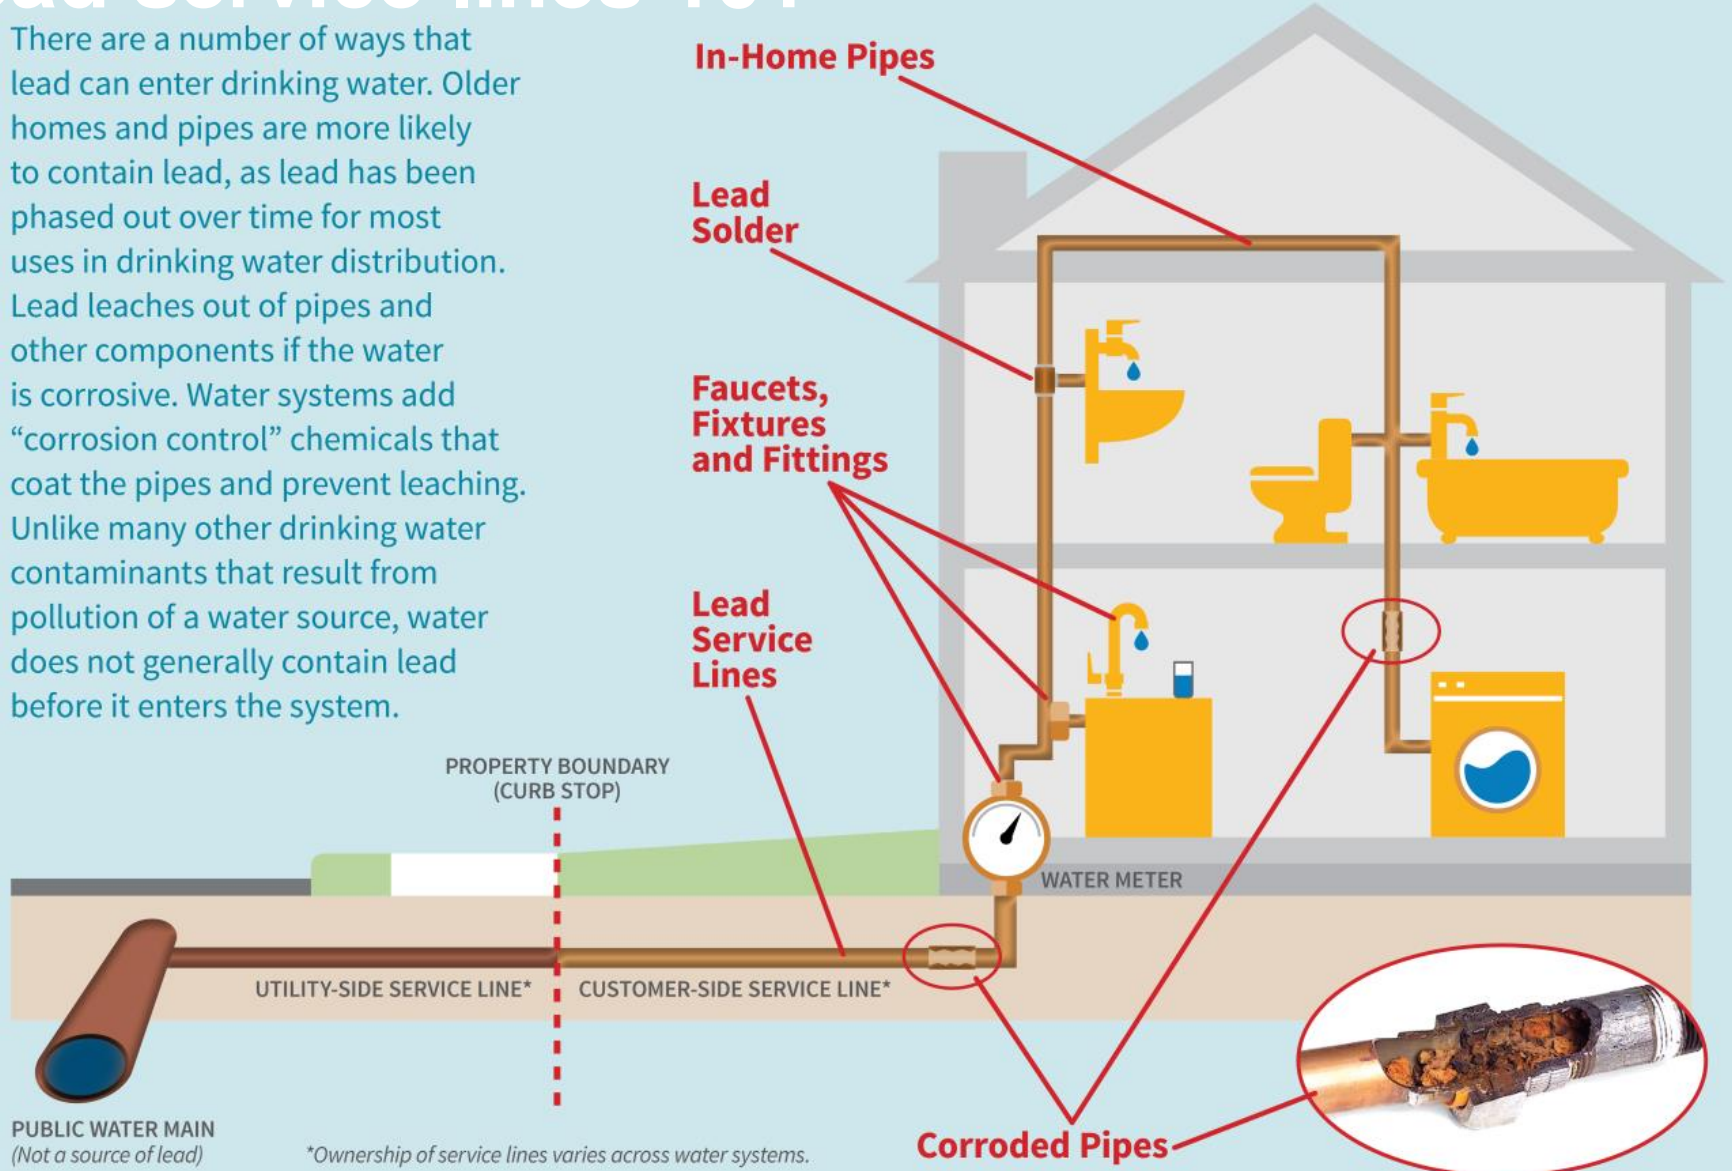 service lines 101
There are a number of ways that
lead can enter drinking water. Older
homes and pipes are more likely
to contain lead, as lead has been
phased out over time for most
uses in drinking water distribution.
Lead leaches out of pipes and
other components if the water
is corrosive. Water systems add
“corrosion control” chemicals that
coat the pipes and prevent leaching.
Unlike many other drinking water
contaminants that result from
pollution of a water source, water
does not generally contain lead
before it enters the system.
In-Home Pipes
Lead
Solder
Faucets,
Fixtures
and Fittings
Lead
Service
Lines
PROPERTY BOUNDARY
(CURB STOP)
WATER METER
UTILITY-SIDE SERVICE LINE*
CUSTOMER-SIDE SERVICE LINE*
PUBLIC WATER MAIN
(Not a source of lead)
*Ownership of service lines varies across water systems.
Corroded Pipes